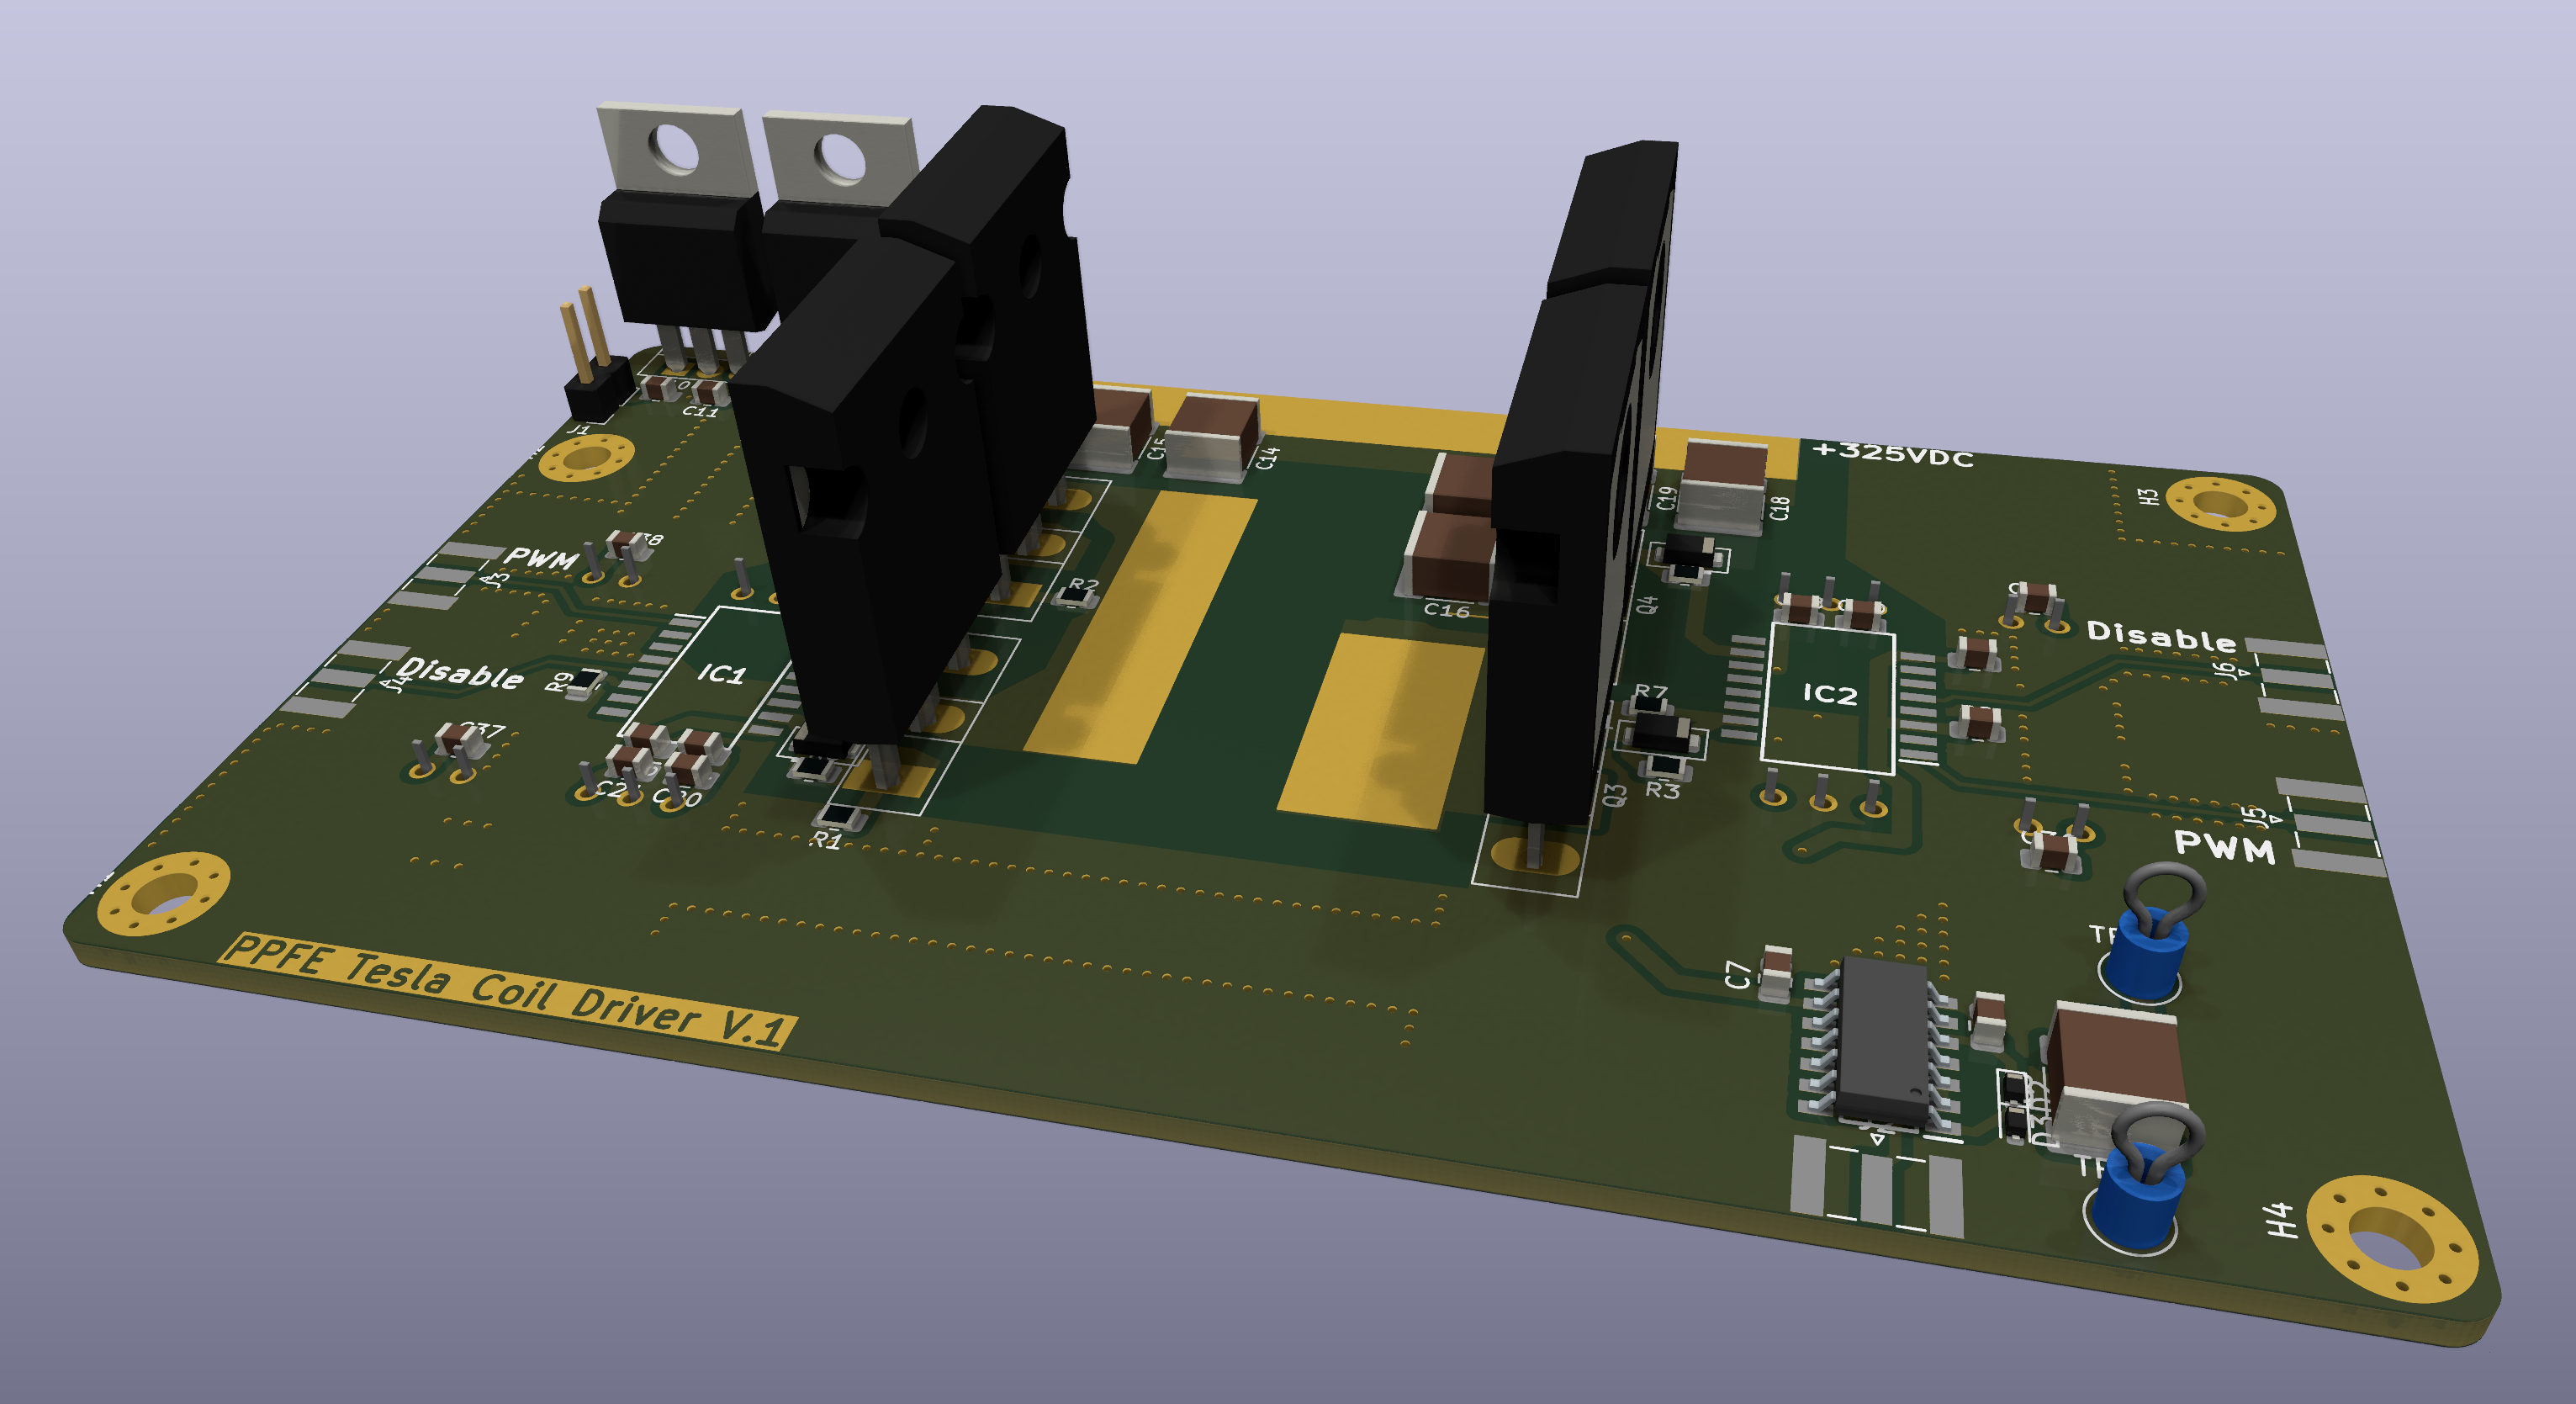 C11
J1
C15
C14
+325VDC
C19
C18
H3
PWM
J3
R2
C16
Q4
Disable
J6
Disable
J4
R9
IC1
R7
IC2
R3
Q3
J5
PWM
R1
C7
PPFE Tesla Coil Driver V.1
H4